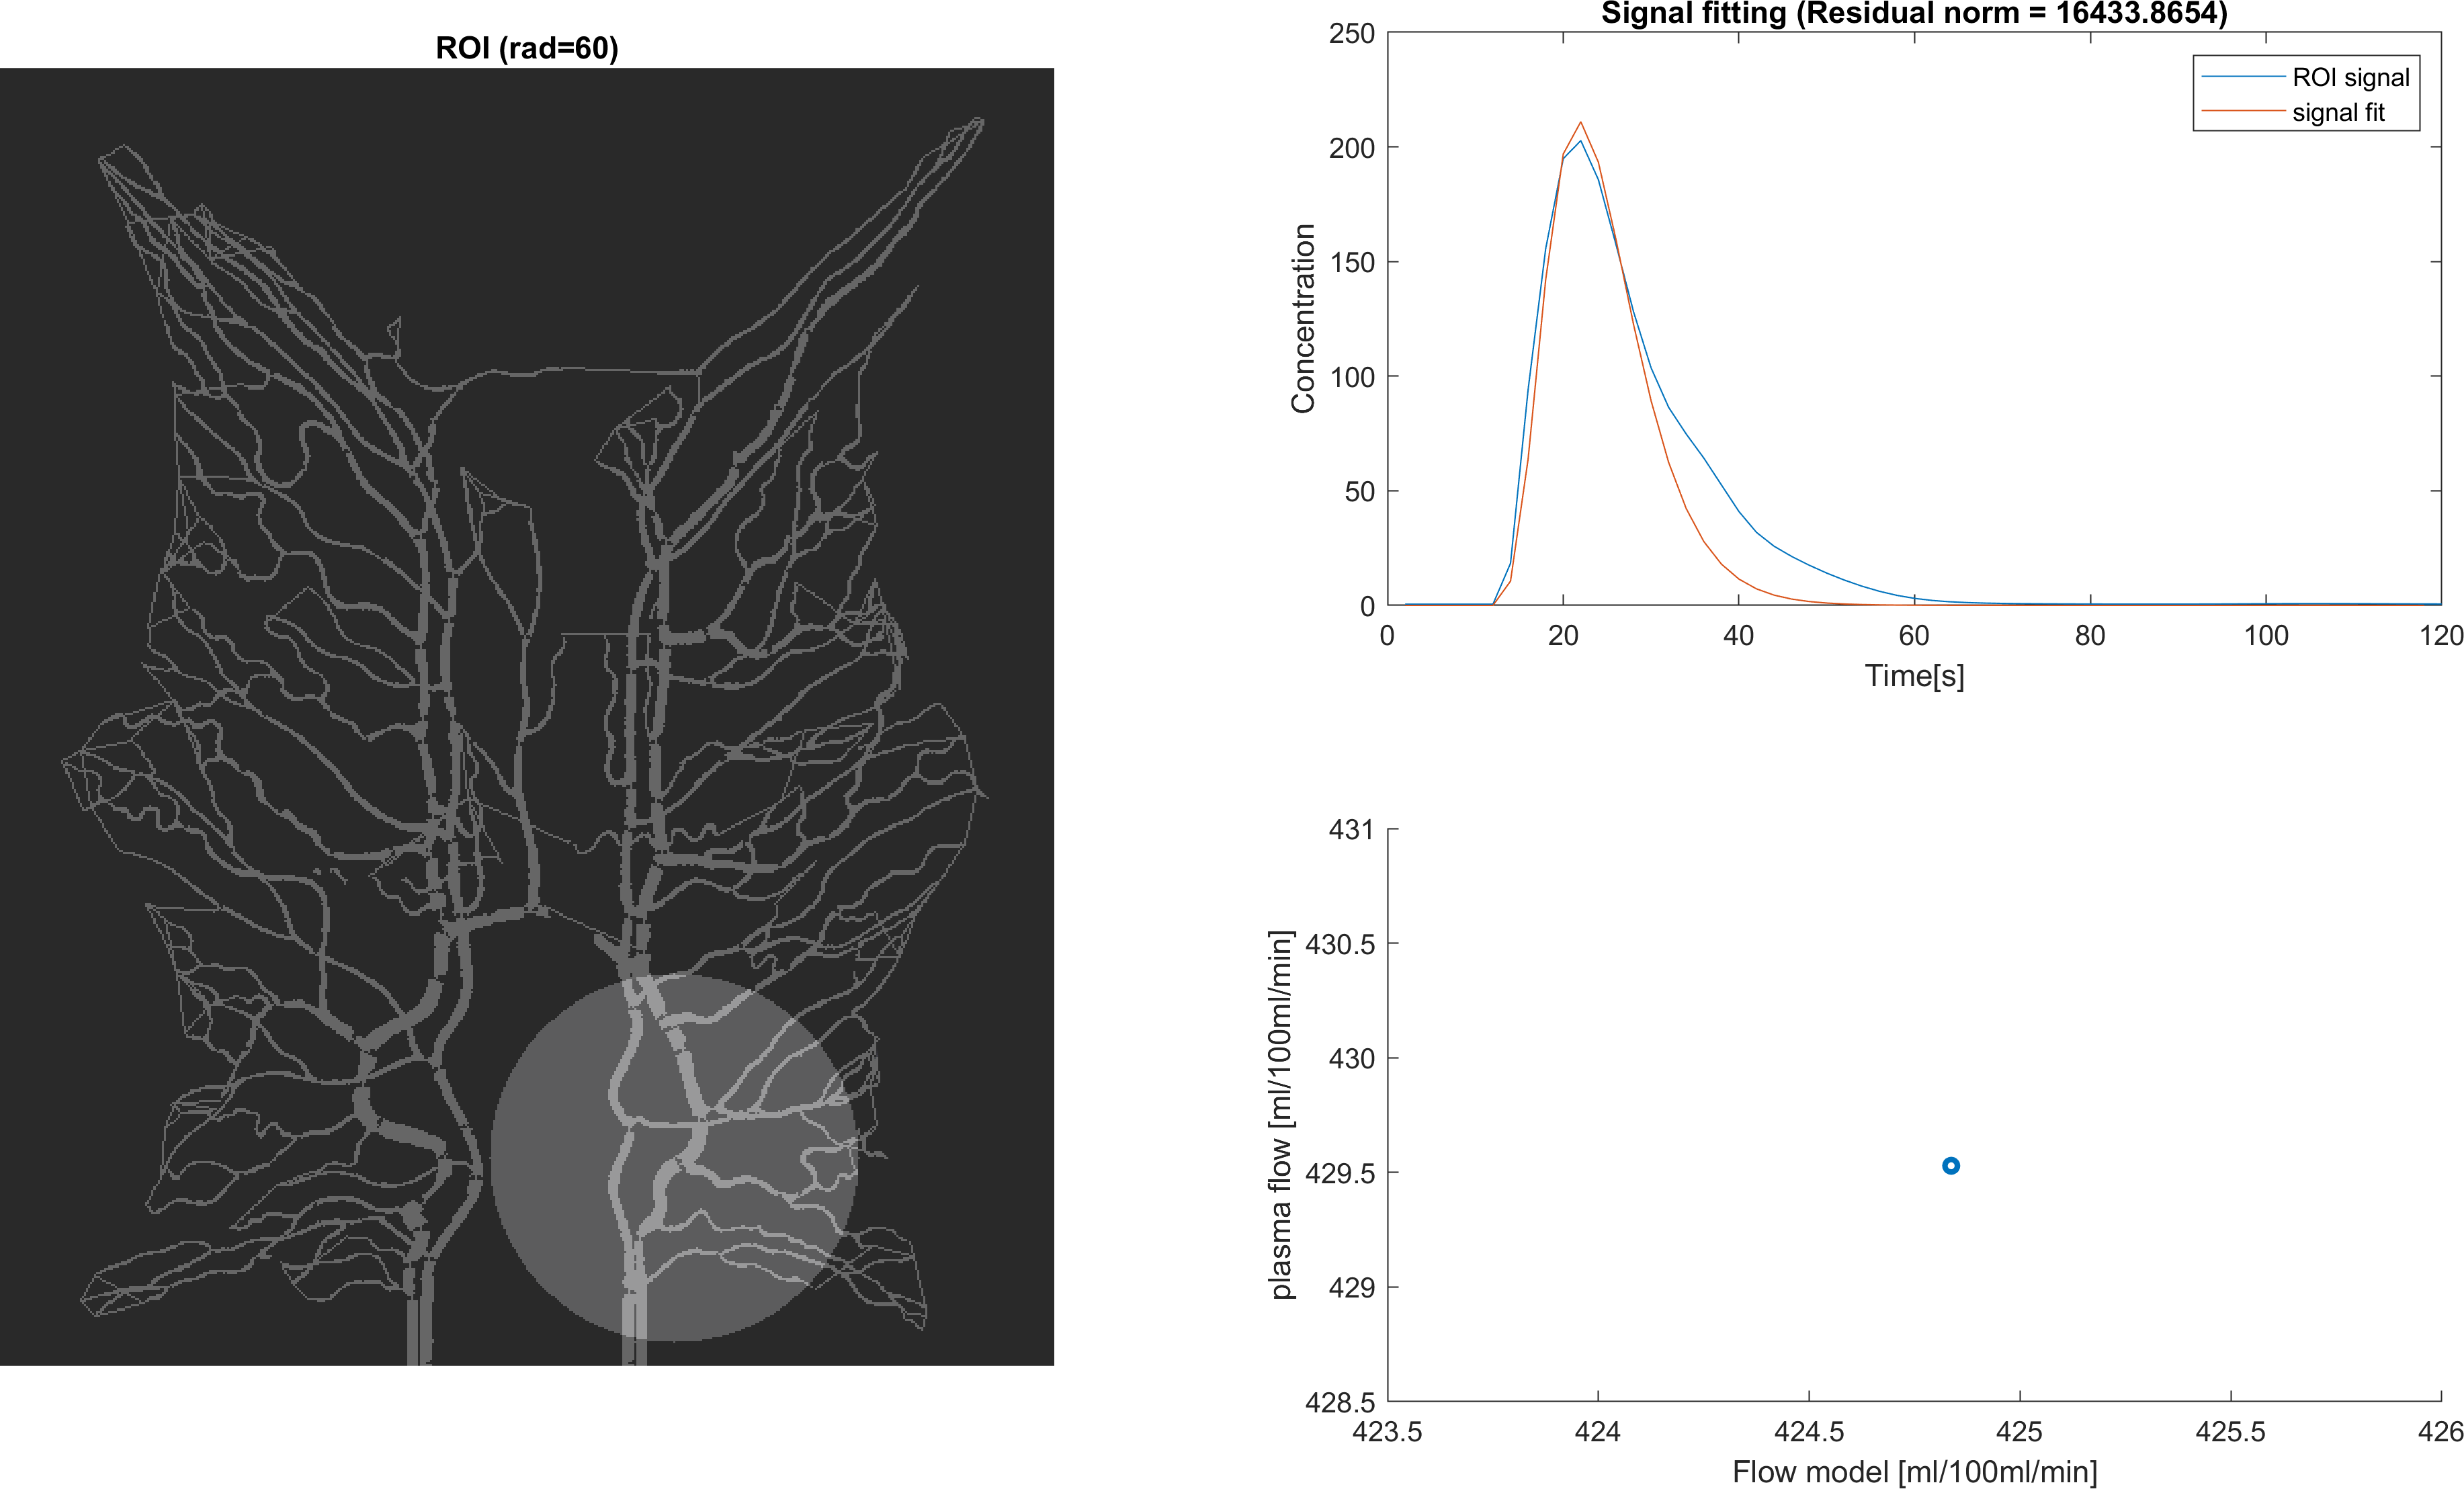 ROI (rad=60)
Signal fitting (Residual norm = 16433.8654)
250
200
150
100
50
0
Concentration
ROI signal
signal fit
0 20 40 60 80 100 120
Time[s]
431
430.5
430
429.5
429
428.5
plasma flow [ml/100ml/min]
423.5 424 424.5 425 425.5 426
Flow model [ml/100ml/min]